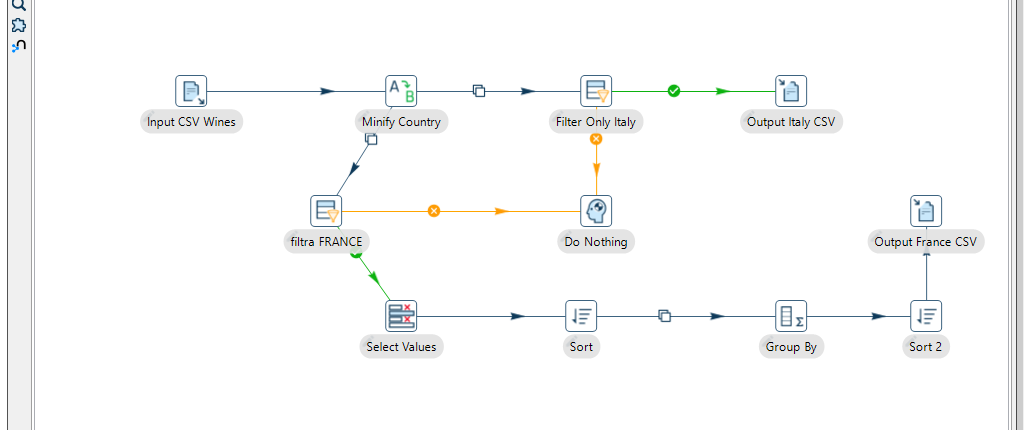 Input CSV Wines
Minify Country
Filter Only Italy
Output Italy CSV
filtra FRANCE
Do Nothing
Output France CSV
Select Values
Sort
Group By
Sort 2